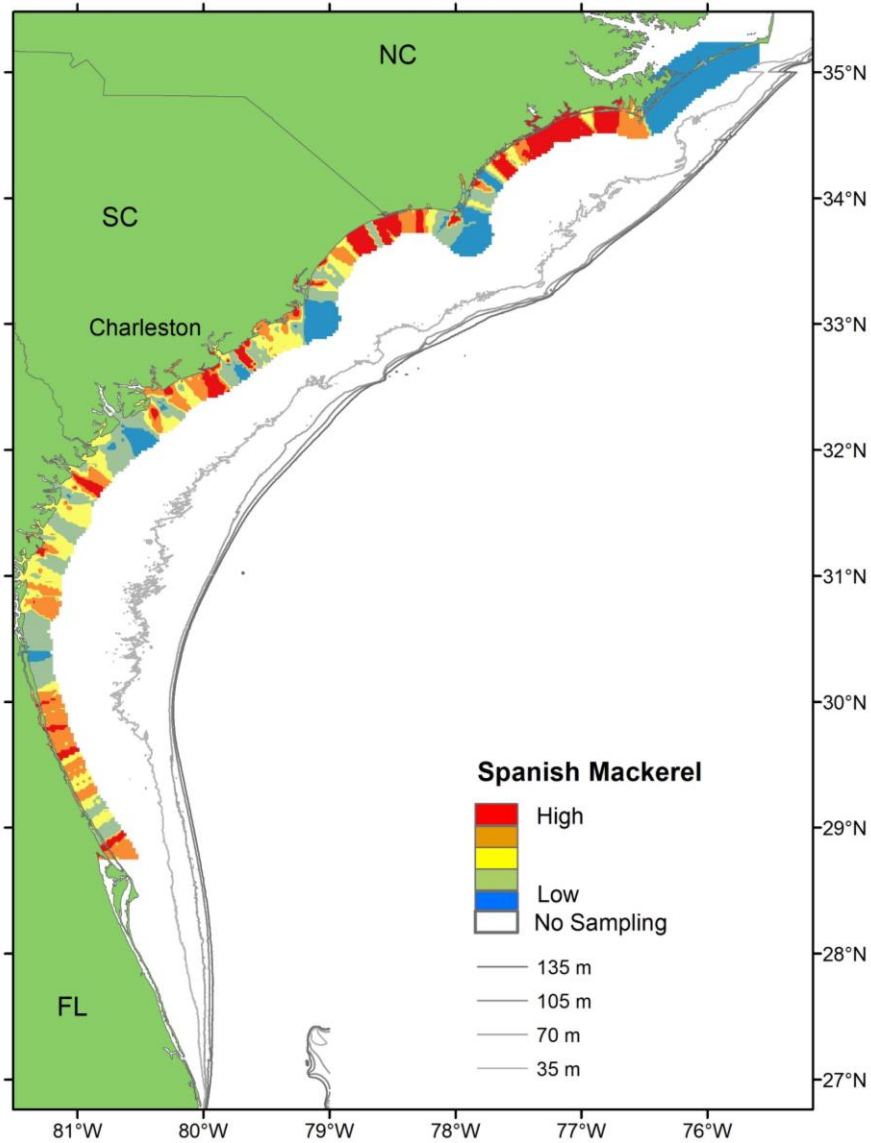 NC
35°N
34°N
SC
Charleston
33°N
32°N
31°N
30°N
Spanish Mackerel
High
29°N
Low
No Sampling
28°N
135 m
105 m
FL
70 m
35 m
27°N
81°W
80°W
79°W
78°W
77°W
76°W